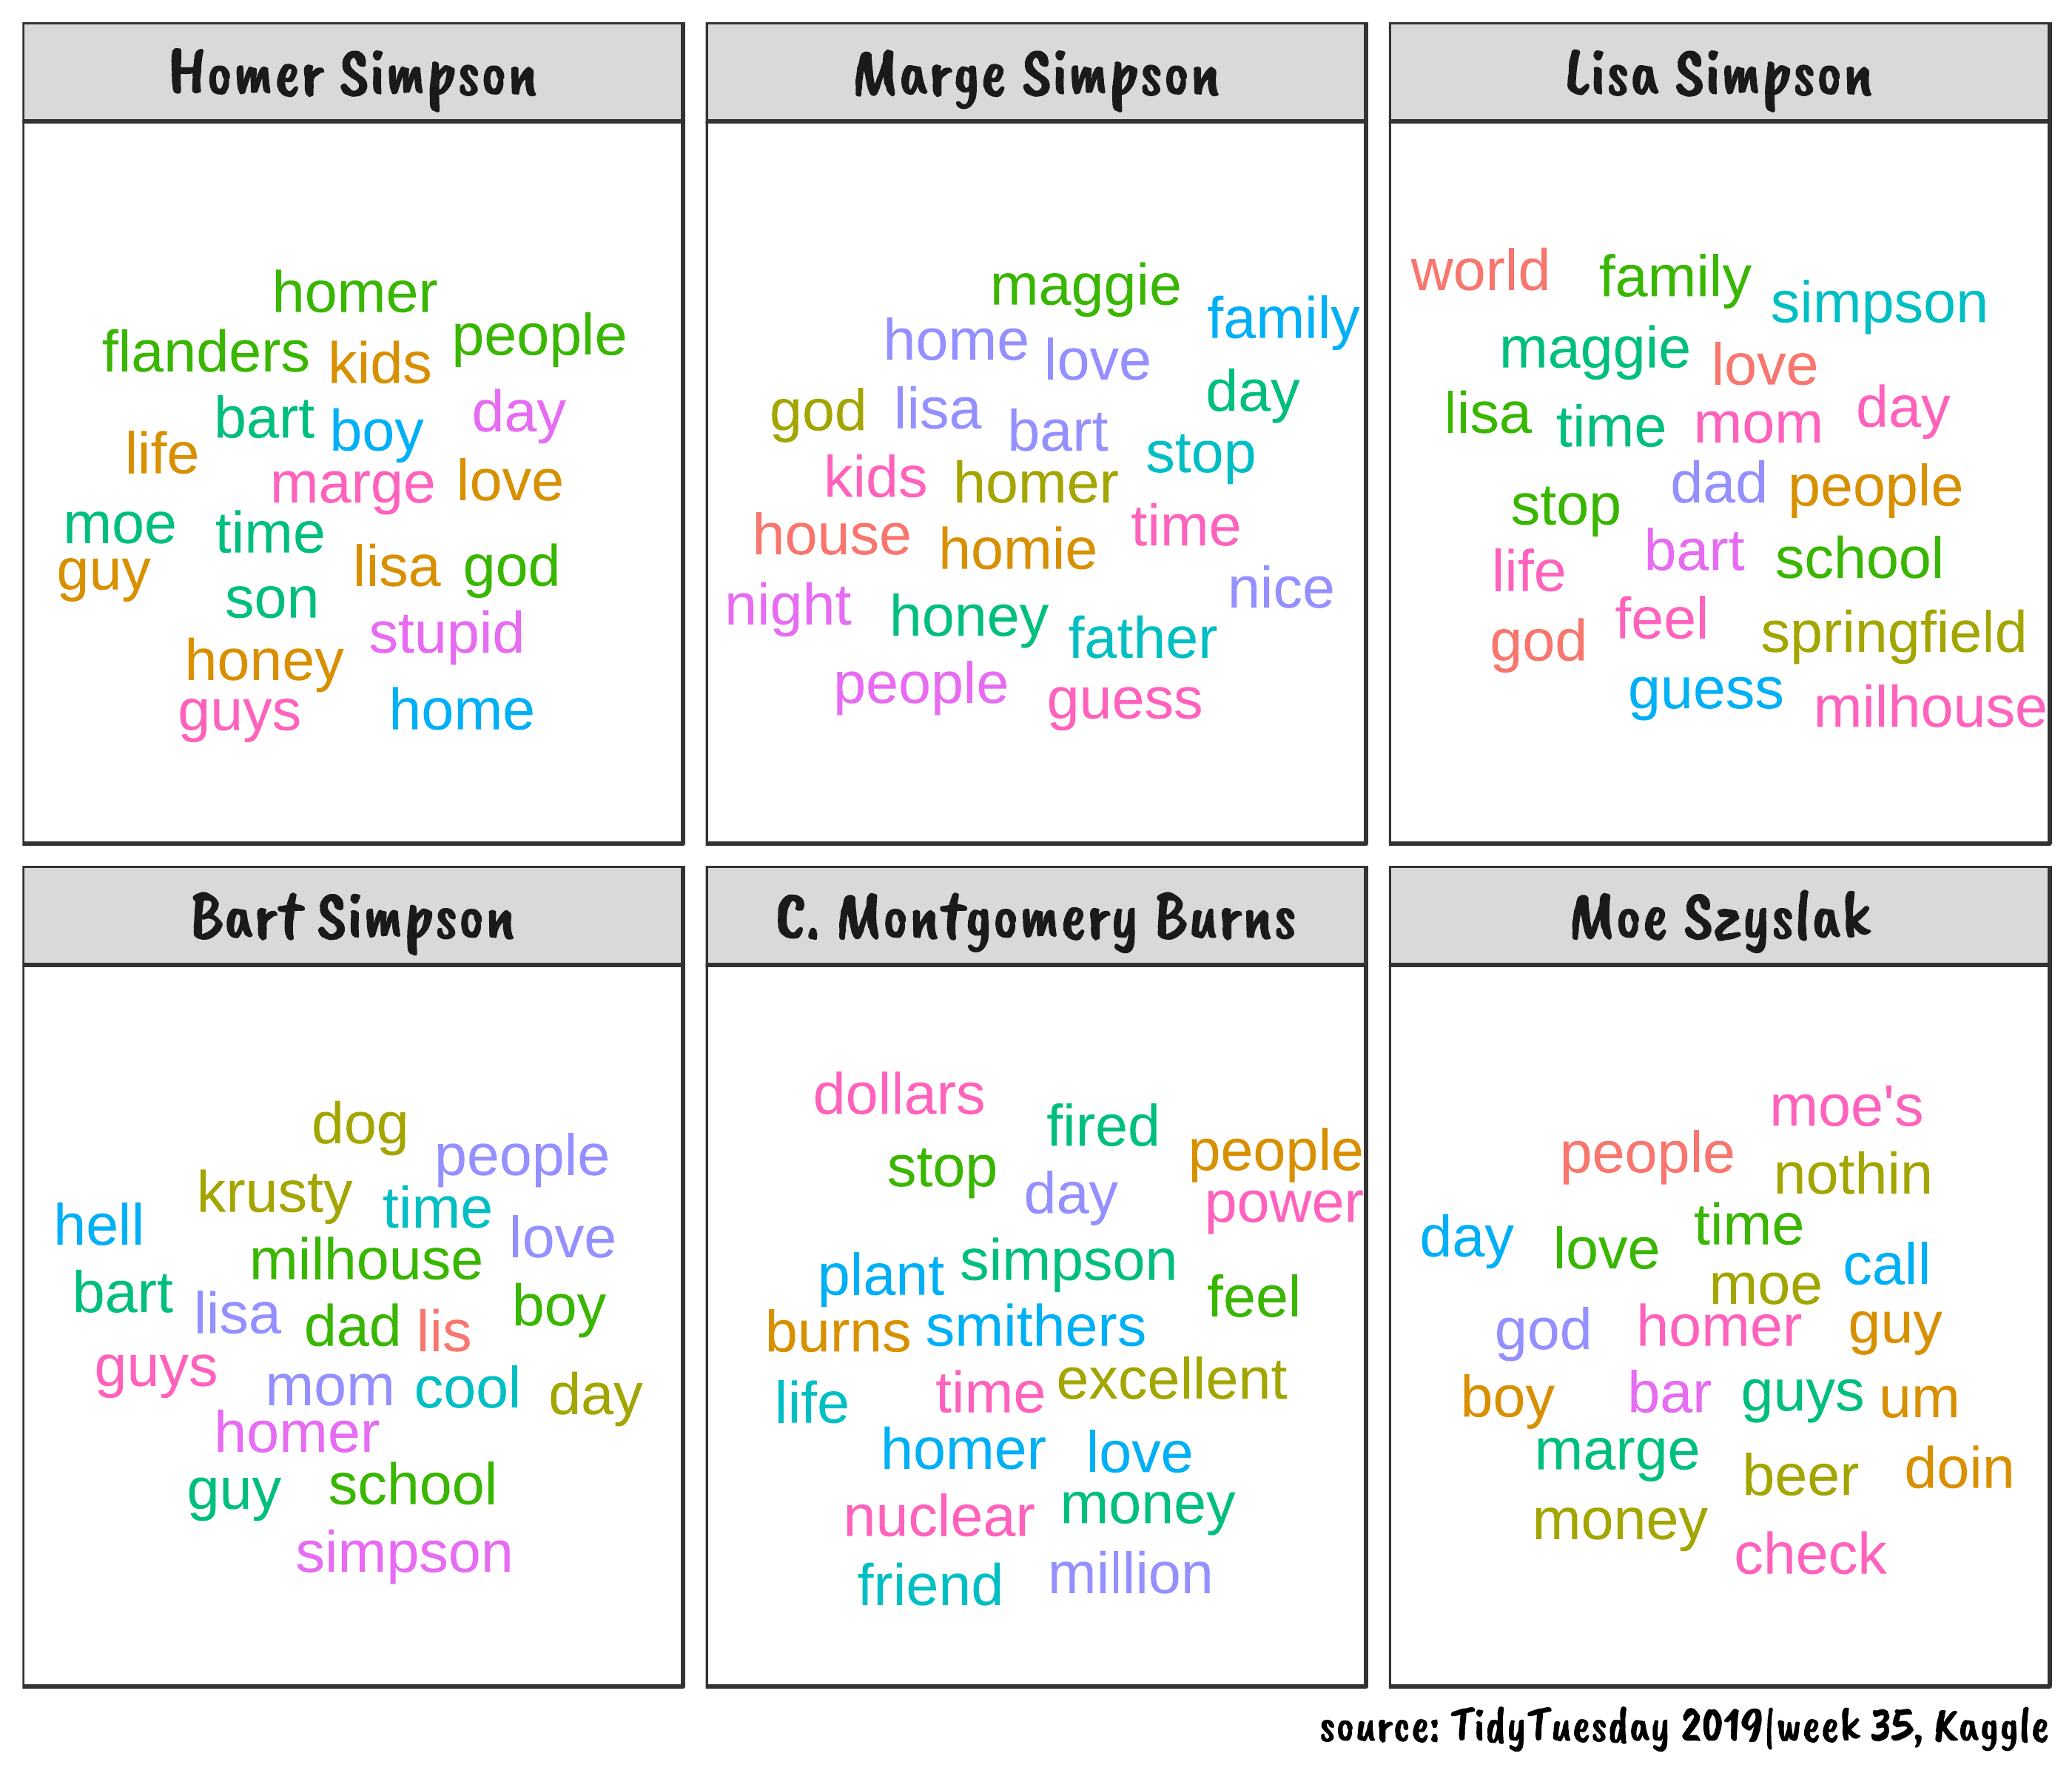 Homer Simpson
homer
flanders kids people
bart boy day
life
marge love
moe time
guy lisa god
son
stupid
honey
guys home
Marge Simpson
maggie
home love family
god lisa bart day
stop
kids homer
house homie time
night honey father nice
people guess
Lisa Simpson
world family simpson
maggie love
lisa time mom day
stop dad people
life bart school
god feel springfield
guess milhouse
Bart Simpson
dog
people
krusty time
hell love
milhouse
bart lisa dad lis boy
guys mom cool day
homer
guy school
simpson
C. Montgomery Burns
dollars
fired
stop day people
power
plant simpson
feel
burns smithers
life time excellent
homer love
nuclear money
friend million
Moe Szyslak
moe's
people nothin
day love time
moe call
god homer guy
boy bar guys um
marge beer doin
money
check
source: TidyTuesday 2019|week 35, Kaggle